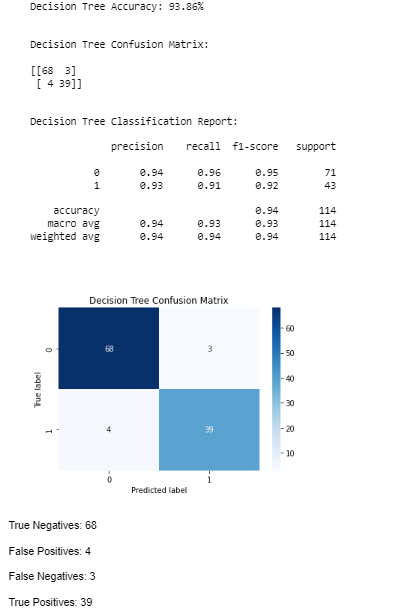 Decision Tree Accuracy: 93.86%
Decision Tree Confusion Matrix:
[[68  3]
 [ 4 39]]
Decision Tree Classification Report:
precision recall f1-score support
0 0.94 0.96 0.95 71
1 0.93 0.91 0.92 43
accuracy 0.94 114
macro avg 0.94 0.93 0.93 114
weighted avg 0.94 0.94 0.94 114
Decision Tree Confusion Matrix
True label
0
1
68 3
4 39
0 1
Predicted label
60
50
40
30
20
10
True Negatives: 68
False Positives: 4
False Negatives: 3
True Positives: 39